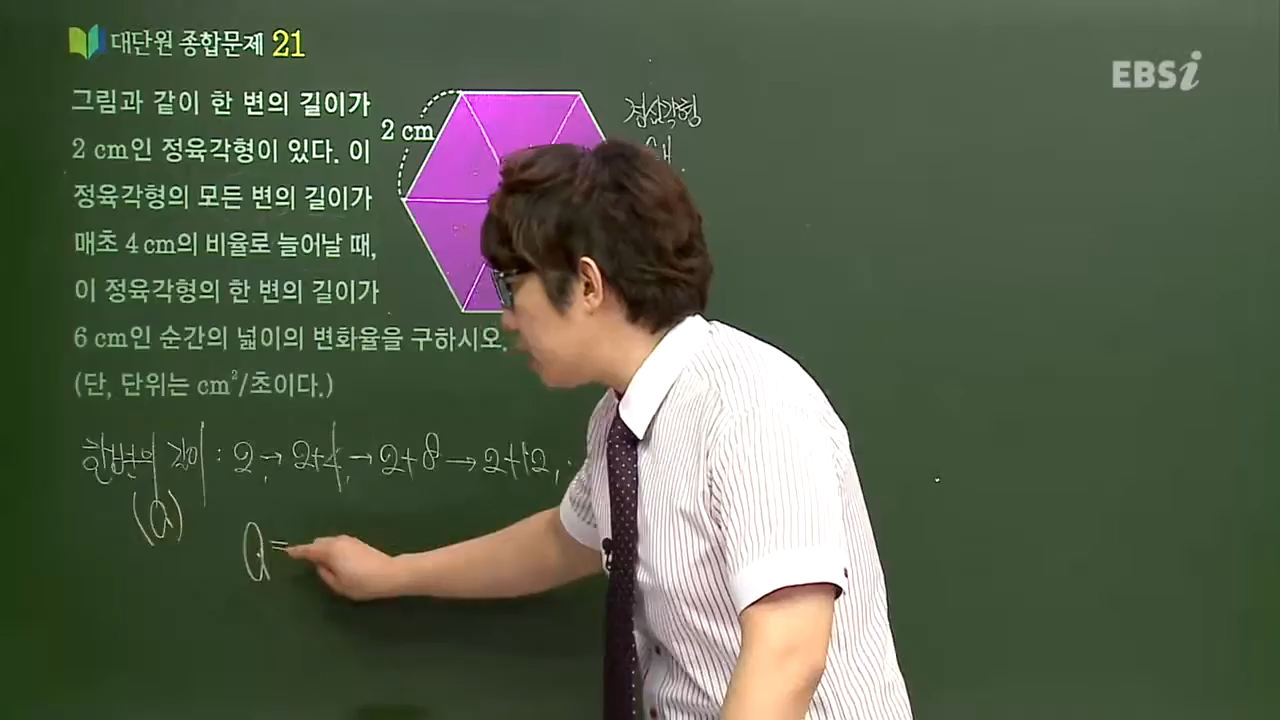 대단원 종합문제 21
EBSi
그림과 같이 한 변의 길이가
2 cm인 정육각형이 있다. 이
정육각형의 모든 변의 길이가
매초 4 cm의 비율로 늘어날 때,
이 정육각형의 한 변의 길이가
6 cm인 순간의 넓이의 변화율을 구하시오.
(단, 단위는 cm²/초이다.)
2 cm
정삼각형
한변의 길이 : 2 → 2+4, → 2+8 → 2+12,
(a)
a=